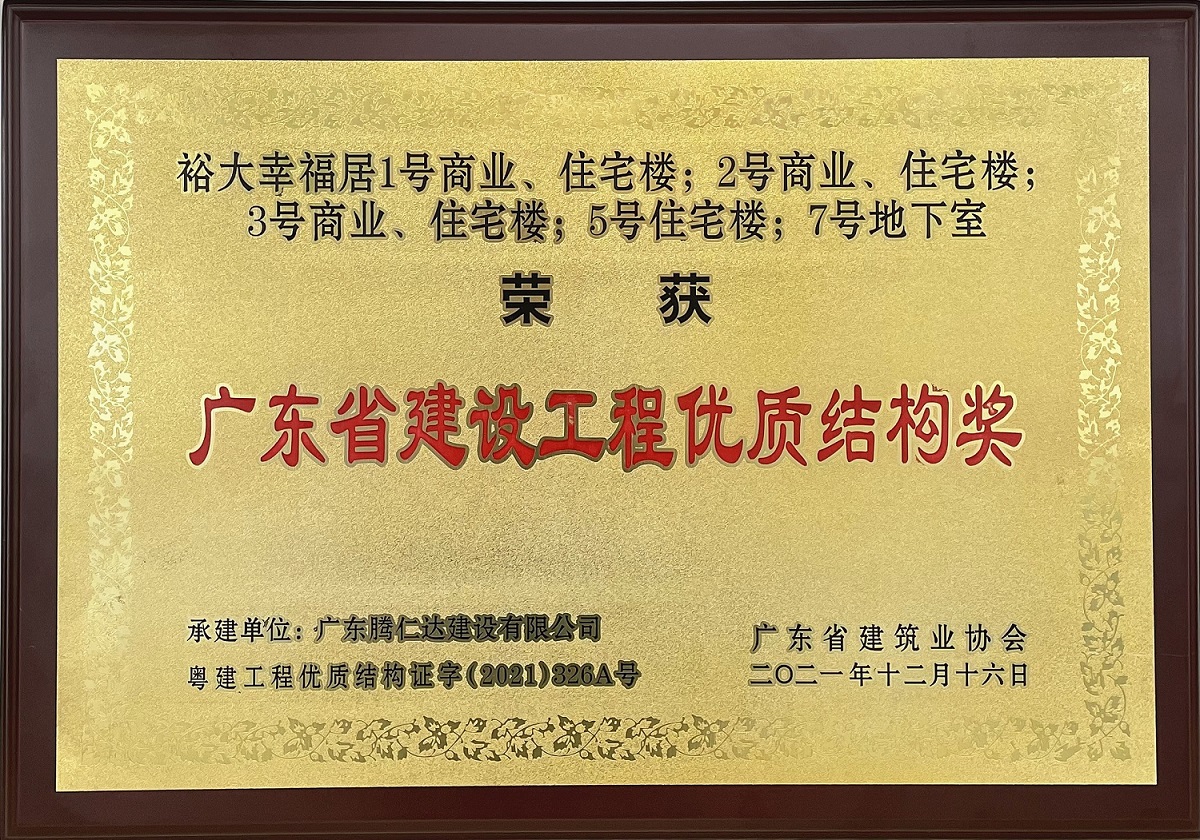 裕大幸福居1号商业、住宅楼；2号商业、住宅楼；
3号商业、住宅楼；5号住宅楼；7号地下室
荣 获
广东省建设工程优质结构奖
承建单位：广东腾仁达建设有限公司
粤建工程优质结构证字(2021)326A号
广东省建筑业协会
二〇二一年十二月十六日